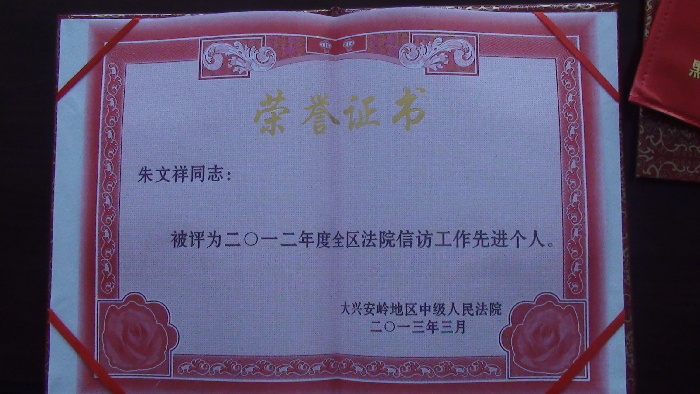 荣誉证书
朱文祥同志：
被评为二〇一二年度全区法院信访工作先进个人。
大兴安岭地区中级人民法院
二〇一三年三月